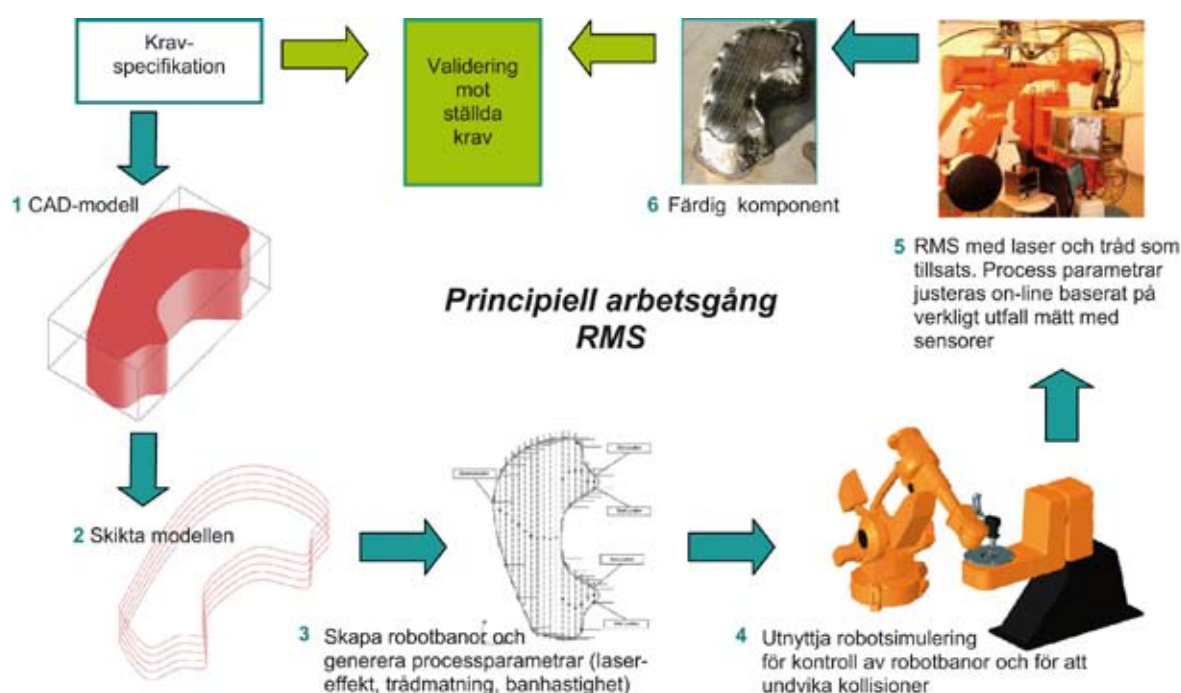 Krav-
specifikation
Validering
mot
ställda
krav
1 CAD-modell
6 Färdig komponent
5 RMS med laser och tråd som
tillsats. Process parametrar
justeras on-line baserat på
verkligt utfall mätt med
sensorer
Principiell arbetsgång
RMS
2 Skikta modellen
3 Skapa robotbanor och
generera processparametrar (laser-
effekt, trådmatning, banhastighet)
4 Utnyttja robotsimulering
för kontroll av robotbanor och för att
undvika kollisioner